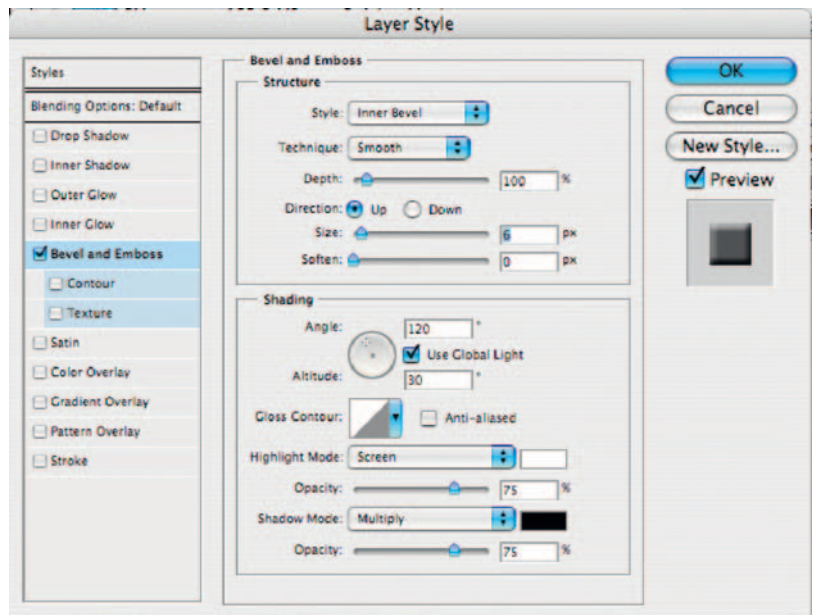 Layer Style
Styles
Blending Options: Default
Drop Shadow
Inner Shadow
Outer Glow
Inner Glow
Bevel and Emboss
Contour
Texture
Satin
Color Overlay
Gradient Overlay
Pattern Overlay
Stroke
Bevel and Emboss
Structure
Style: Inner Bevel
Technique: Smooth
Depth: 100 %
Direction: Up Down
Size: 6 px
Soften: 0 px
Shading
Angle: 120 °
Use Global Light
Altitude: 30 °
Gloss Contour: Anti-aliased
Highlight Mode: Screen
Opacity: 75 %
Shadow Mode: Multiply
Opacity: 75 %
OK
Cancel
New Style...
Preview